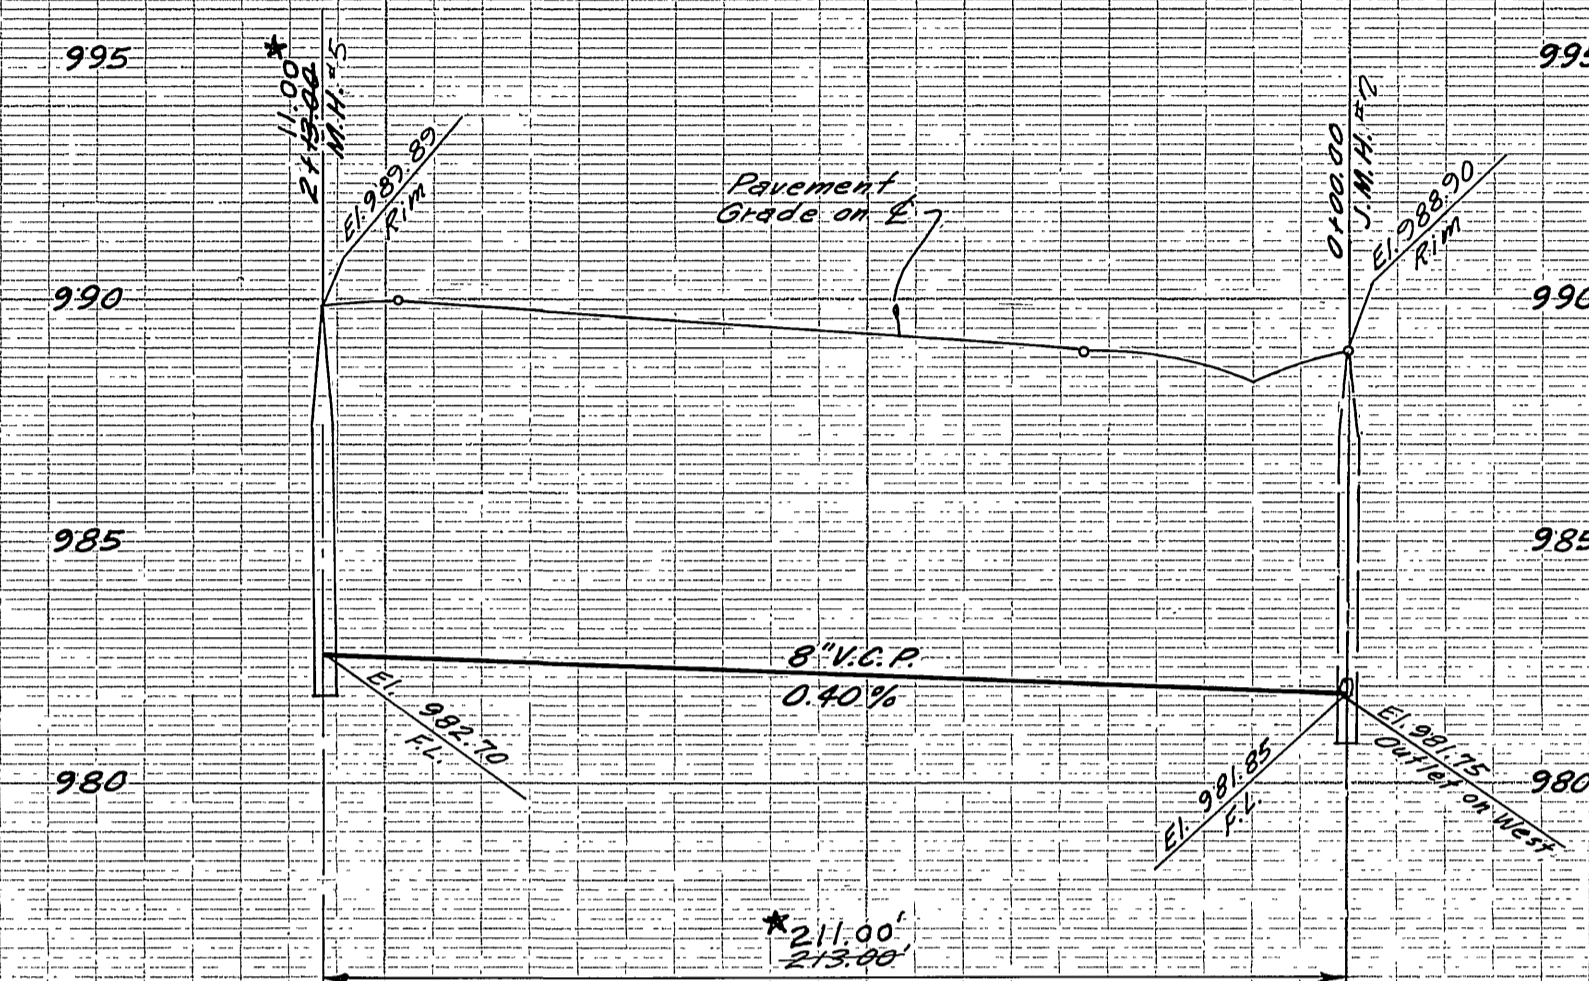 995
995
11.00*
2+13.00
M.H. #5
0+00.00
J.M.H. #2
El. 989.89
Rim
Pavement
Grade on ℄
El. 988.90
Rim
990
990
985
985
8" V.C.P.
0.40 %
El. 982.70
F.L.
El. 981.85
F.L.
El. 981.75
Outlet on West
980
980
*211.00'
213.00'